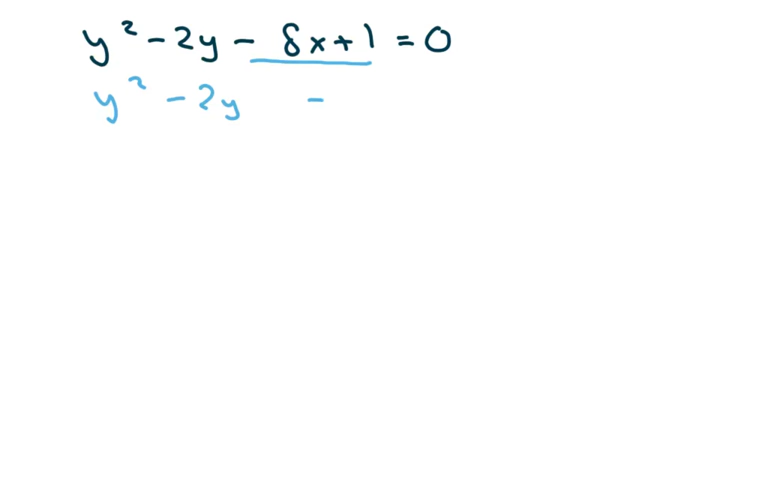 y² - 2y - 8x + 1 = 0
y² - 2y -